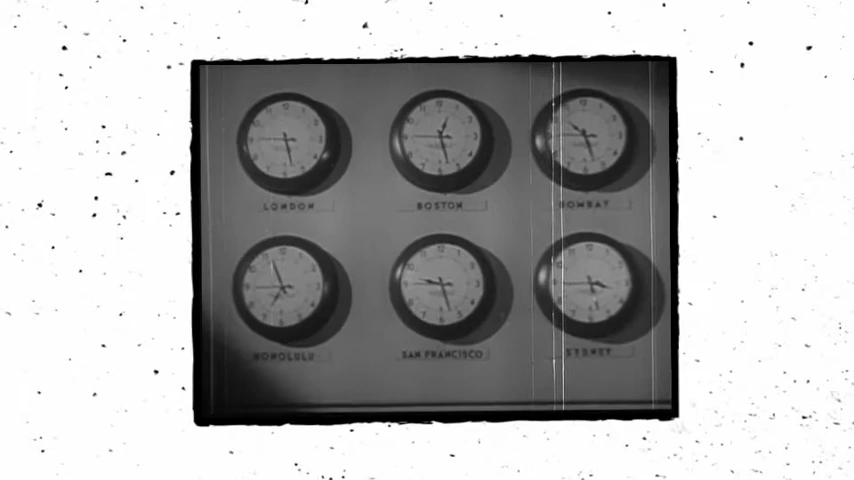 LONDON
BOSTON
BOMBAY
HONOLULU
SAN FRANCISCO
SYDNEY